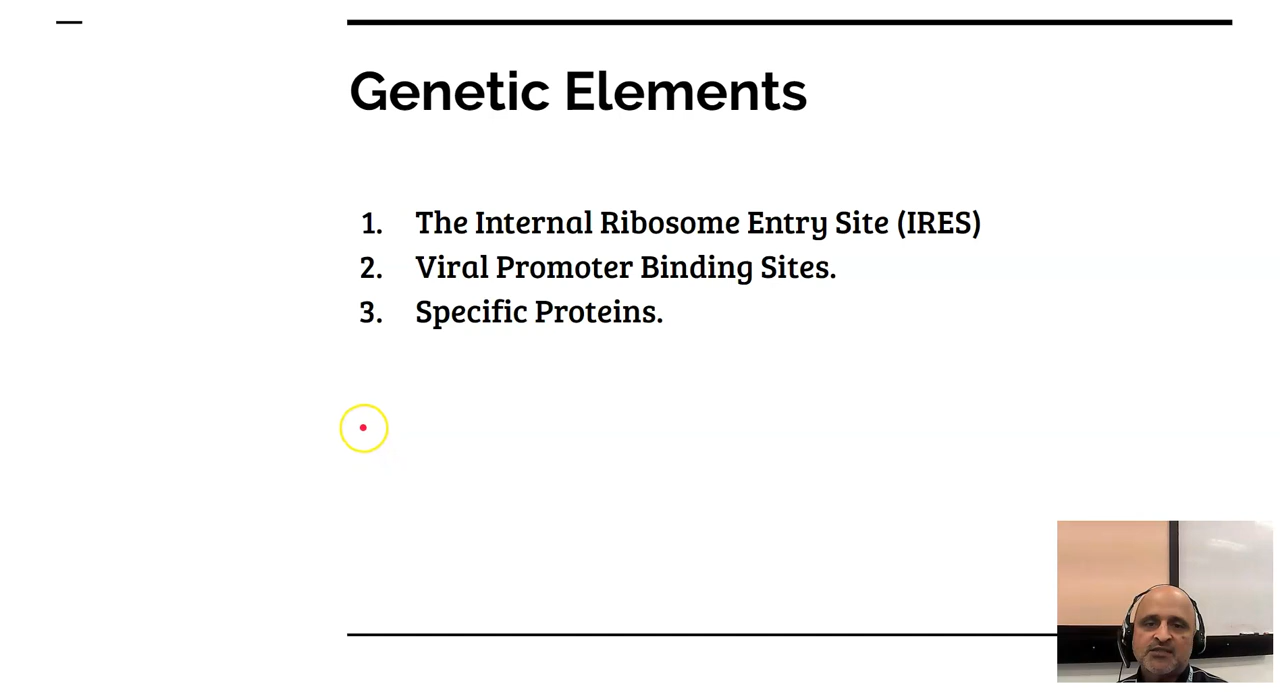 Genetic Elements
1. The Internal Ribosome Entry Site (IRES)
2. Viral Promoter Binding Sites.
3. Specific Proteins.